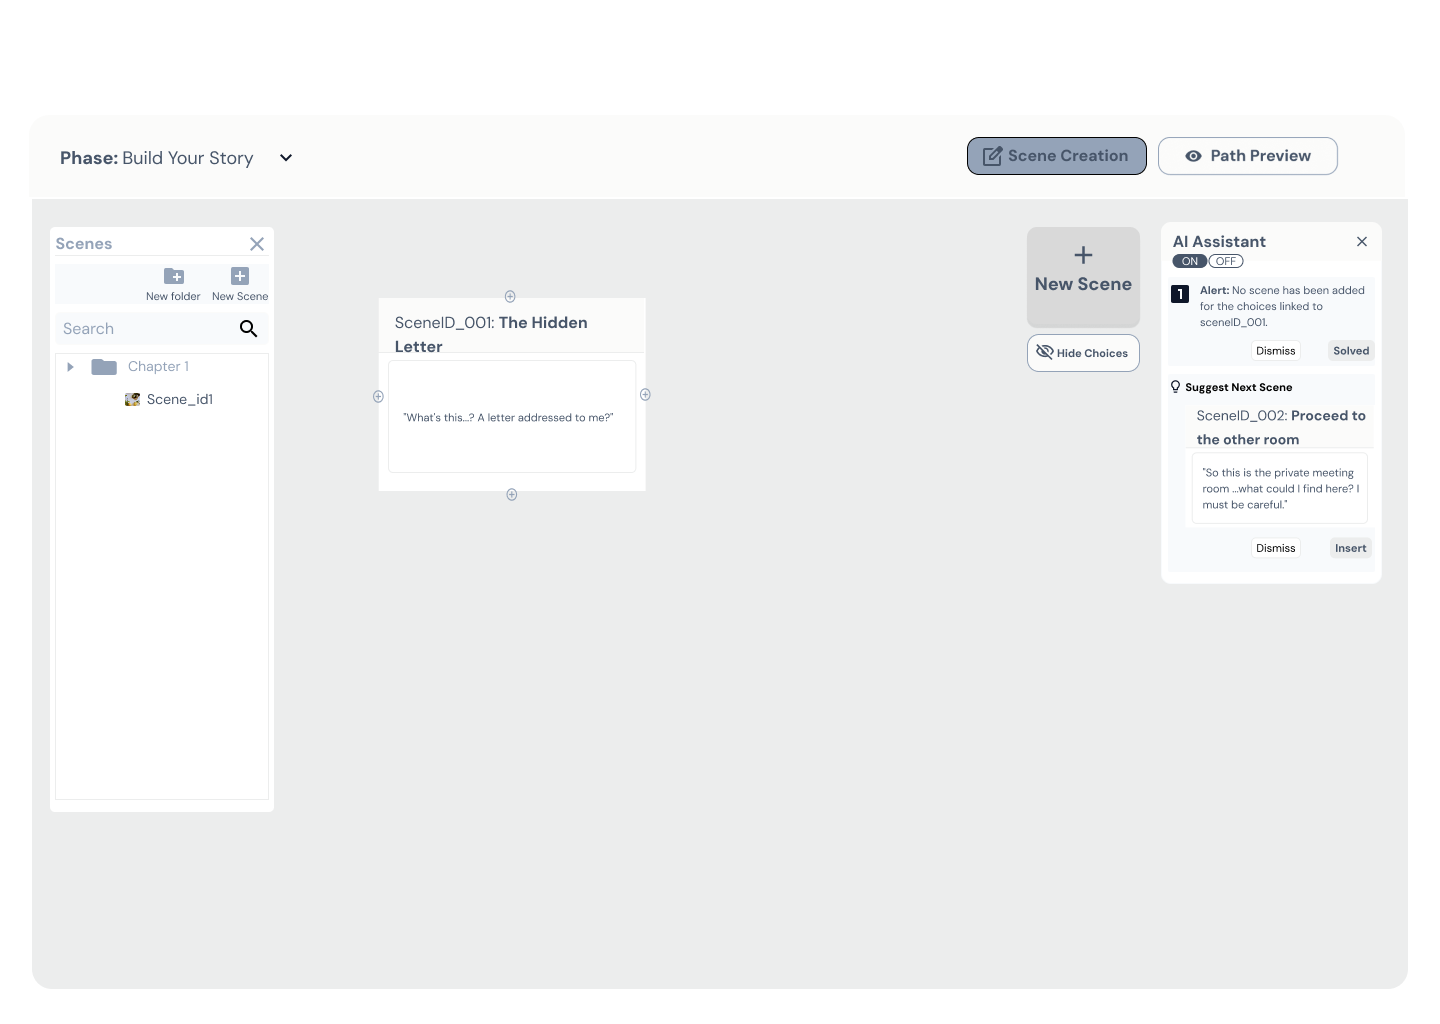 Phase: Build Your Story
Scene Creation
Path Preview
Scenes
New folder
New Scene
Search
Chapter 1
Scene_id1
SceneID_001: The Hidden
Letter
"What's this...? A letter addressed to me?"
New Scene
Hide Choices
AI Assistant
ON
OFF
1
Alert: No scene has been added
for the choices linked to
sceneID_001.
Dismiss
Solved
Suggest Next Scene
SceneID_002: Proceed to
the other room
"So this is the private meeting
room ...what could I find here? I
must be careful."
Dismiss
Insert